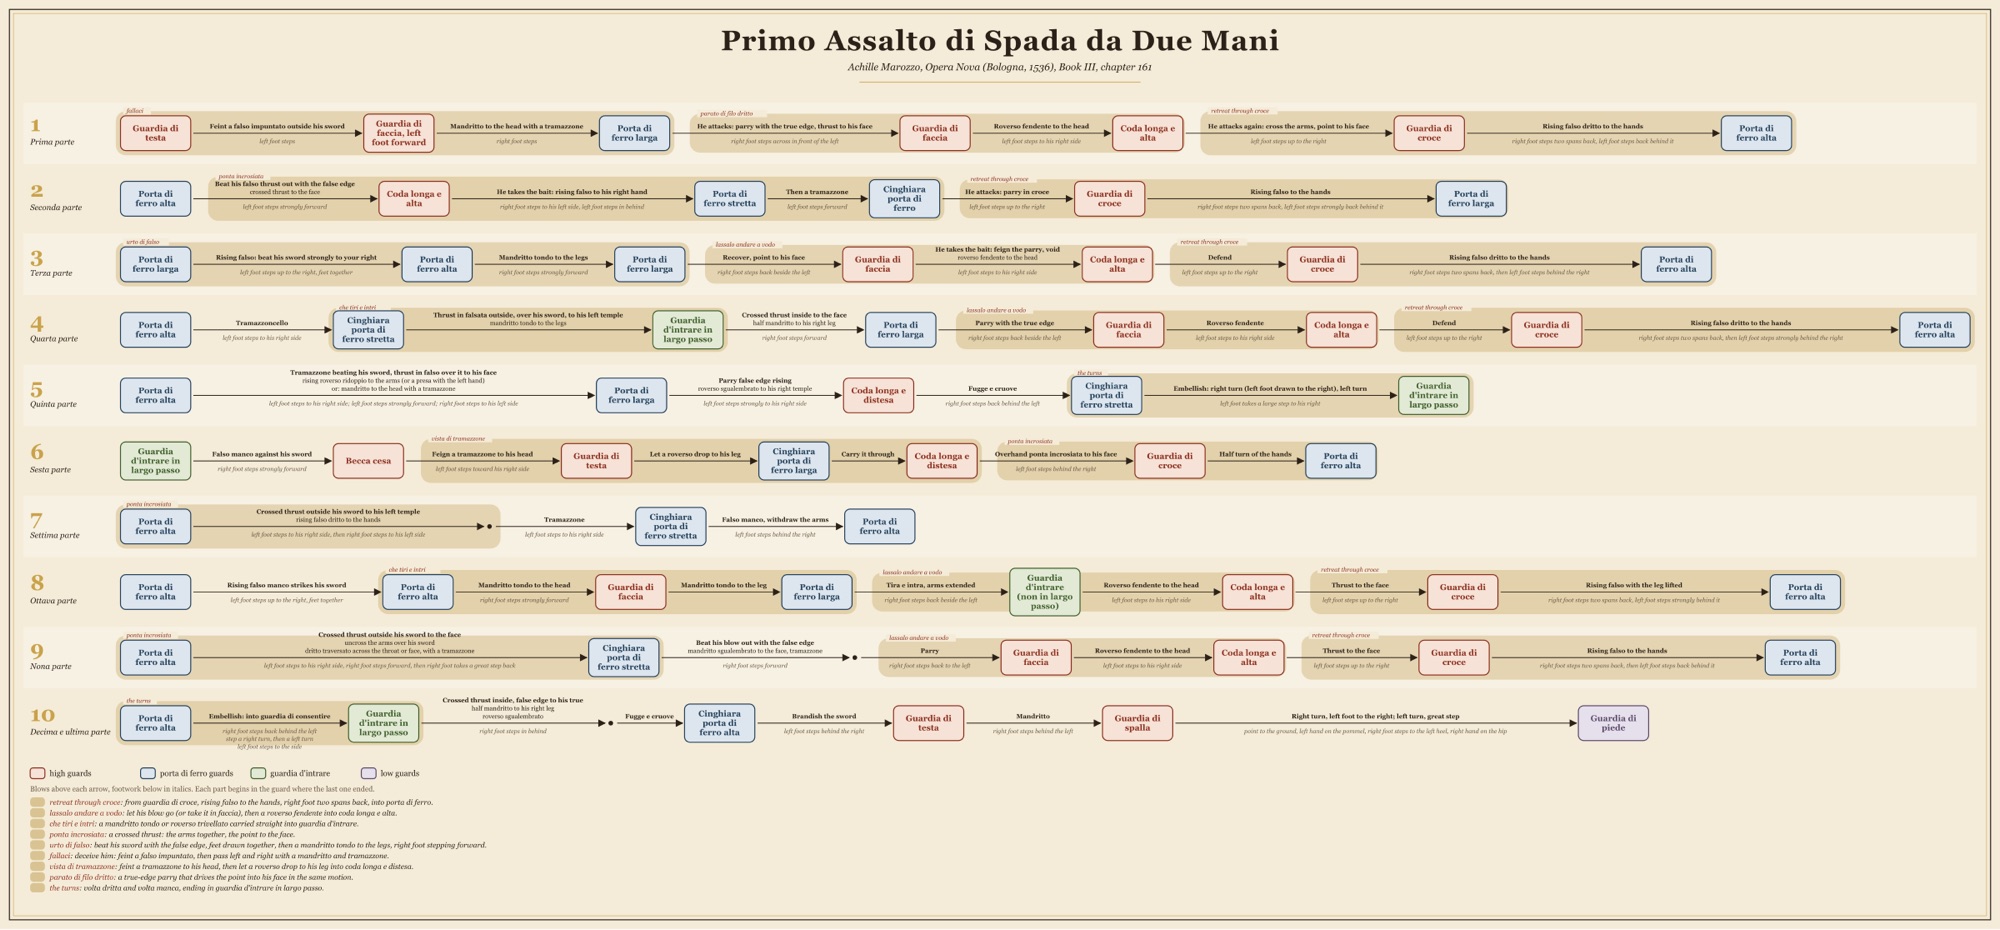 Primo Assalto di Spada da Due Mani
Achille Marozzo, Opera Nova (Bologna, 1536), Book III, chapter 161
1
Prima parte
fallaci
Guardia di
testa
Feint a falso impuntato outside his sword
left foot steps
Guardia di
faccia, left
foot forward
Mandritto to the head with a tramazzone
right foot steps
Porta di
ferro larga
parato di filo dritto
He attacks: parry with the true edge, thrust to his face
right foot steps across in front of the left
Guardia di
faccia
Roverso fendente to the head
left foot steps to his right side
Coda longa e
alta
retreat through croce
He attacks again: cross the arms, point to his face
left foot steps up to the right
Guardia di
croce
Rising falso dritto to the hands
right foot steps two spans back, left foot steps back behind it
Porta di
ferro alta
2
Seconda parte
Porta di
ferro alta
ponta incrosiata
Beat his falso thrust out with the false edge
crossed thrust to the face
left foot steps strongly forward
Coda longa e
alta
He takes the bait: rising falso to his right hand
right foot steps to his left side, left foot steps in behind
Porta di
ferro stretta
Then a tramazzone
left foot steps forward
Cinghiara
porta di
ferro
retreat through croce
He attacks: parry in croce
left foot steps up to the right
Guardia di
croce
Rising falso to the hands
right foot steps two spans back, left foot steps strongly back behind it
Porta di
ferro larga
3
Terza parte
urto di falso
Porta di
ferro larga
Rising falso: beat his sword strongly to your right
left foot steps up to the right, feet together
Porta di
ferro alta
Mandritto tondo to the legs
right foot steps strongly forward
Porta di
ferro larga
lassalo andare a vodo
Recover, point to his face
right foot steps back beside the left
Guardia di
faccia
He takes the bait: feign the parry, void
roverso fendente to the head
left foot steps to his right side
Coda longa e
alta
retreat through croce
Defend
left foot steps up to the right
Guardia di
croce
Rising falso dritto to the hands
right foot steps two spans back, then left foot steps behind the right
Porta di
ferro alta
4
Quarta parte
Porta di
ferro alta
Tramazzoncello
left foot steps to his right side
che tiri e intri
Cinghiara
porta di
ferro stretta
Thrust in falsata outside, over his sword, to his left temple
mandritto tondo to the legs
Guardia
d'intrare in
largo passo
Crossed thrust inside to the face
half mandritto to his right leg
right foot steps forward
Porta di
ferro larga
lassalo andare a vodo
Parry with the true edge
right foot steps back beside the left
Guardia di
faccia
Roverso fendente
left foot steps to his right side
Coda longa e
alta
retreat through croce
Defend
left foot steps up to the right
Guardia di
croce
Rising falso dritto to the hands
right foot steps two spans back, then left foot steps strongly behind the right
Porta di
ferro alta
5
Quinta parte
Porta di
ferro alta
Tramazzone beating his sword, thrust in falso over it to his face
rising roverso ridoppio to the arms (or a presa with the left hand)
or: mandritto to the head with a tramazzone
left foot steps to his right side, left foot steps strongly forward; right foot steps to his left side
Porta di
ferro larga
Parry false edge rising
roverso sgualembrato to his right temple
left foot steps strongly to his right side
Coda longa e
distesa
Fugge e cruove
right foot steps back behind the left
the turns
Cinghiara
porta di
ferro stretta
Embellish: right turn (left foot drawn to the right), left turn
left foot takes a large step to his right
Guardia
d'intrare in
largo passo
6
Sesta parte
Guardia
d'intrare in
largo passo
Falso manco against his sword
right foot steps strongly forward
Becca cesa
vista di tramazzone
Feign a tramazzone to his head
left foot steps toward his right side
Guardia di
testa
Let a roverso drop to his leg
Cinghiara
porta di
ferro larga
Carry it through
Coda longa e
distesa
ponta incrosiata
Overhand ponta incrosiata to his face
left foot steps behind the right
Guardia di
croce
Half turn of the hands
Porta di
ferro alta
7
Settima parte
ponta incrosiata
Porta di
ferro alta
Crossed thrust outside his sword to his left temple
rising falso dritto to the hands
left foot steps to his right side, then right foot steps to his left side
Tramazzone
left foot steps to his right side
Cinghiara
porta di
ferro stretta
Falso manco, withdraw the arms
left foot steps behind the right
Porta di
ferro alta
8
Ottava parte
Porta di
ferro alta
Rising falso manco strikes his sword
left foot steps up to the right, feet together
che tiri e intri
Porta di
ferro alta
Mandritto tondo to the head
right foot steps strongly forward
Guardia di
faccia
Mandritto tondo to the leg
Porta di
ferro larga
lassalo andare a vodo
Tira e intra, arms extended
right foot steps back beside the left
Guardia
d'intrare
(non in largo
passo)
Roverso fendente to the head
left foot steps to his right side
Coda longa e
alta
retreat through croce
Thrust to the face
left foot steps up to the right
Guardia di
croce
Rising falso with the leg lifted
right foot steps two spans back, left foot steps strongly behind it
Porta di
ferro alta
9
Nona parte
ponta incrosiata
Porta di
ferro alta
Crossed thrust outside his sword to the face
uncross the arms over his sword
dritto traversato across the throat or face, with a tramazzone
left foot steps to his right side, right foot steps forward, then right foot takes a great step back
Cinghiara
porta di
ferro stretta
Beat his blow out with the false edge
mandritto sgualembrato to the face, tramazzone
right foot steps forward
lassalo andare a vodo
Parry
right foot steps back to the left
Guardia di
faccia
Roverso fendente to the head
left foot steps to his right side
Coda longa e
alta
retreat through croce
Thrust to the face
left foot steps up to the right
Guardia di
croce
Rising falso to the hands
right foot steps two spans back, then left foot steps back behind it
Porta di
ferro alta
10
Decima e ultima parte
the turns
Porta di
ferro alta
Embellish: into guardia di consentire
right foot steps back behind the left
step a right turn, then a left turn
left foot steps to the side
Guardia
d'intrare in
largo passo
Crossed thrust inside, false edge to his true
half mandritto to his right leg
roverso sgualembrato
right foot steps in behind
Fugge e cruove
Cinghiara
porta di
ferro alta
Brandish the sword
left foot steps behind the right
Guardia di
testa
Mandritto
right foot steps behind the left
Guardia di
spalla
Right turn, left foot to the right; left turn, great step
point to the ground, left hand on the pommel, right foot steps to the left heel, right hand on the hip
Guardia di
piede
high guards
porta di ferro guards
guardia d'intrare
low guards
Blows above each arrow, footwork below in italics. Each part begins in the guard where the last one ended.
retreat through croce: from guardia di croce, rising falso to the hands, right foot two spans back, into porta di ferro.
lassalo andare a vodo: let his blow go (or take it in faccia), then a roverso fendente into coda longa e alta.
che tiri e intri: a mandritto tondo or roverso trivellato carried straight into guardia d'intrare.
ponta incrosiata: a crossed thrust: the arms together, the point to the face.
urto di falso: beat his sword with the false edge, feet drawn together, then a mandritto tondo to the legs, right foot stepping forward.
fallaci: deceive him: feint a falso impuntato, then pass left and right with a mandritto and tramazzone.
vista di tramazzone: feint a tramazzone to his head, then let a roverso drop to his leg into coda longa e distesa.
parato di filo dritto: a true-edge parry that drives the point into his face in the same motion.
the turns: volta dritta and volta manca, ending in guardia d'intrare in largo passo.